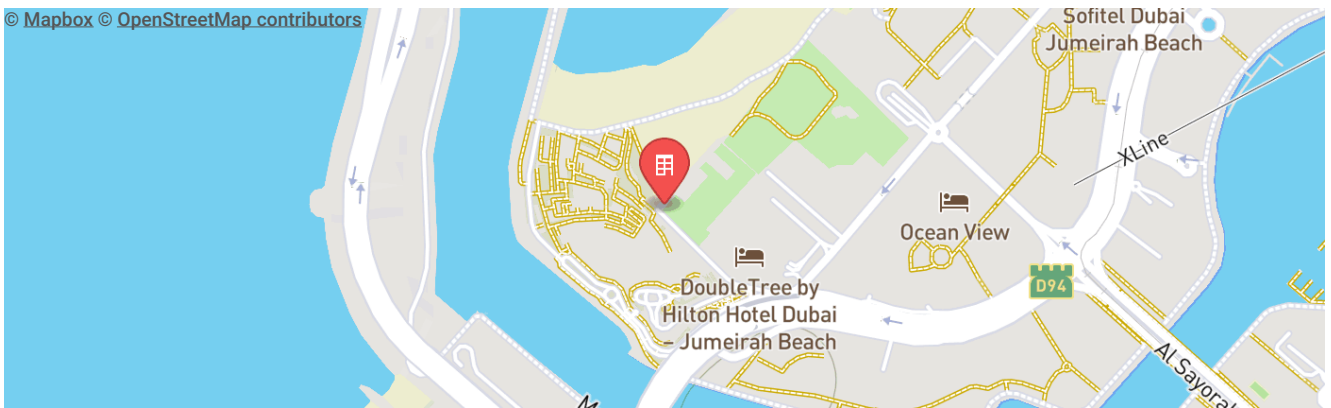 © Mapbox © OpenStreetMap contributors
Sofitel Dubai
Jumeirah Beach
XLine
Ocean View
D94
DoubleTree by
Hilton Hotel Dubai
– Jumeirah Beach
Al Sayorah